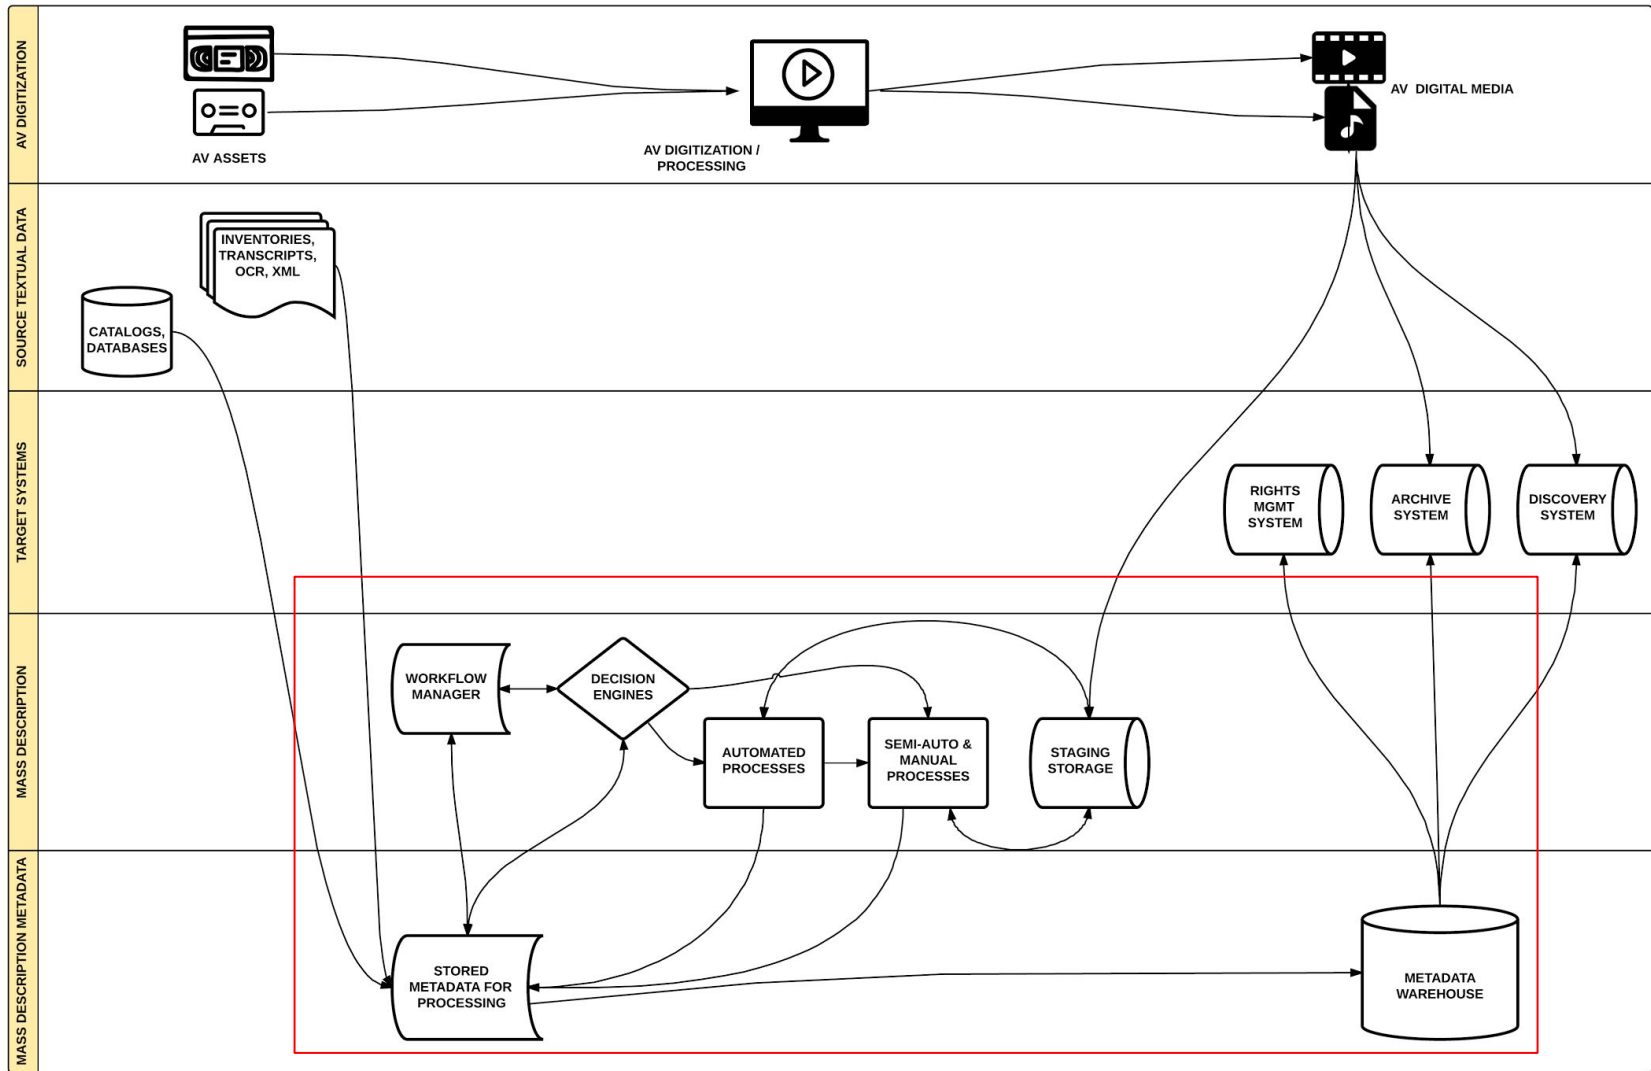 AV DIGITIZATION
AV ASSETS
AV DIGITIZATION /
PROCESSING
AV  DIGITAL MEDIA
SOURCE TEXTUAL DATA
INVENTORIES,
TRANSCRIPTS,
OCR, XML
CATALOGS,
DATABASES
TARGET SYSTEMS
RIGHTS
MGMT
SYSTEM
ARCHIVE
SYSTEM
DISCOVERY
SYSTEM
MASS DESCRIPTION
WORKFLOW
MANAGER
DECISION
ENGINES
AUTOMATED
PROCESSES
SEMI-AUTO &
MANUAL
PROCESSES
STAGING
STORAGE
MASS DESCRIPTION METADATA
STORED
METADATA FOR
PROCESSING
METADATA
WAREHOUSE